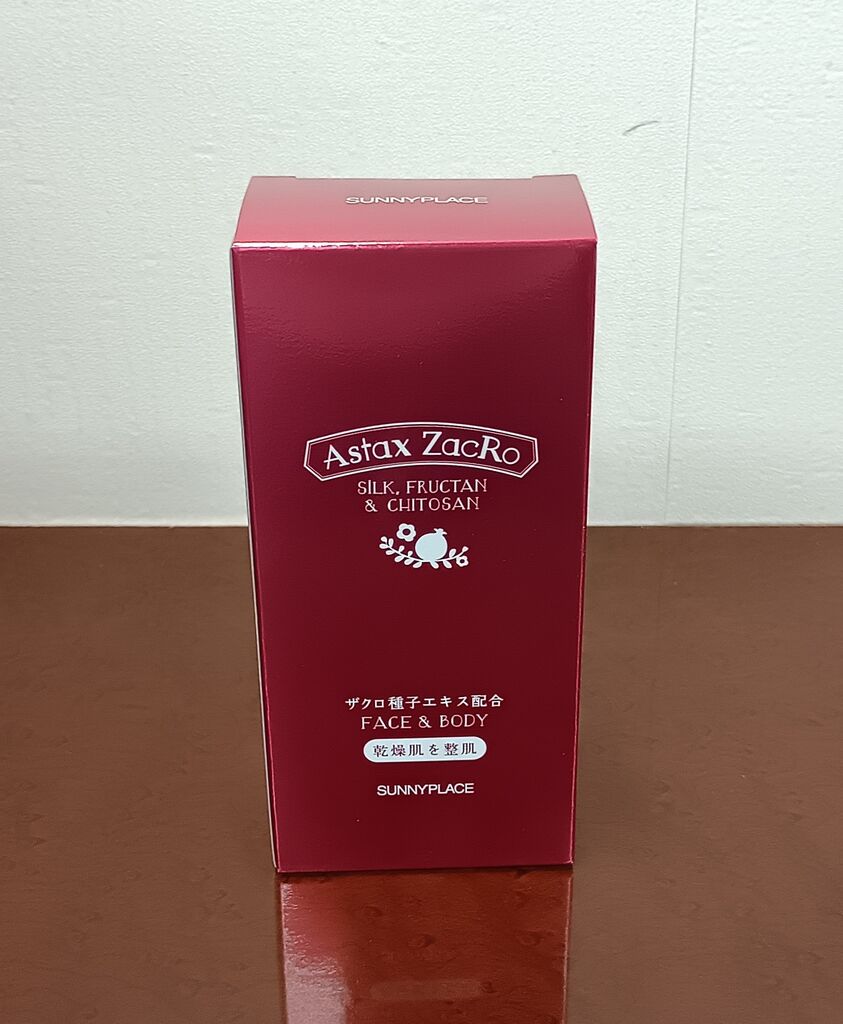 SUNNYPLACE
Astax ZacRo
SILK, FRUCTAN
& CHITOSAN
ザクロ種子エキス配合
FACE & BODY
乾燥肌を整肌
SUNNYPLACE